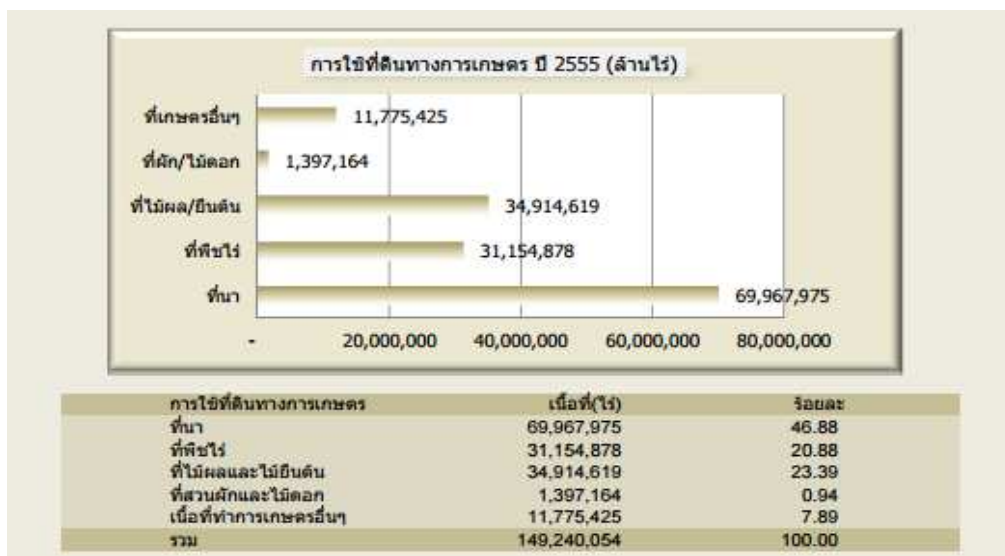 การใช้ที่ดินทางการเกษตร ปี 2555 (ล้านไร่)
ที่เกษตรอื่นๆ 11,775,425
ที่ผัก/ไม้ดอก 1,397,164
ที่ไม้ผล/ยืนต้น 34,914,619
ที่พืชไร่ 31,154,878
ที่นา 69,967,975
- 20,000,000 40,000,000 60,000,000 80,000,000
การใช้ที่ดินทางการเกษตร เนื้อที่(ไร่) ร้อยละ
ที่นา 69,967,975 46.88
ที่พืชไร่ 31,154,878 20.88
ที่ไม้ผลและไม้ยืนต้น 34,914,619 23.39
ที่สวนผักและไม้ดอก 1,397,164 0.94
เนื้อที่ทำการเกษตรอื่นๆ 11,775,425 7.89
รวม 149,240,054 100.00